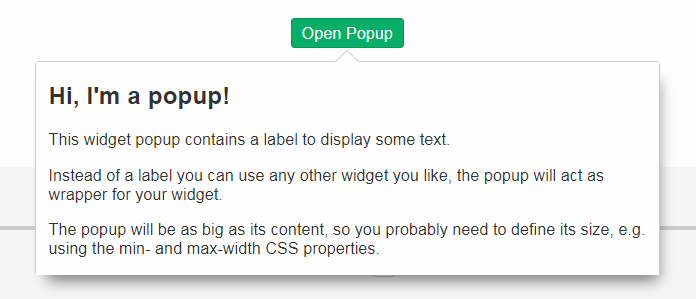 Open Popup
Hi, I'm a popup!
This widget popup contains a label to display some text.
Instead of a label you can use any other widget you like, the popup will act as
wrapper for your widget.
The popup will be as big as its content, so you probably need to define its size, e.g.
using the min- and max-width CSS properties.